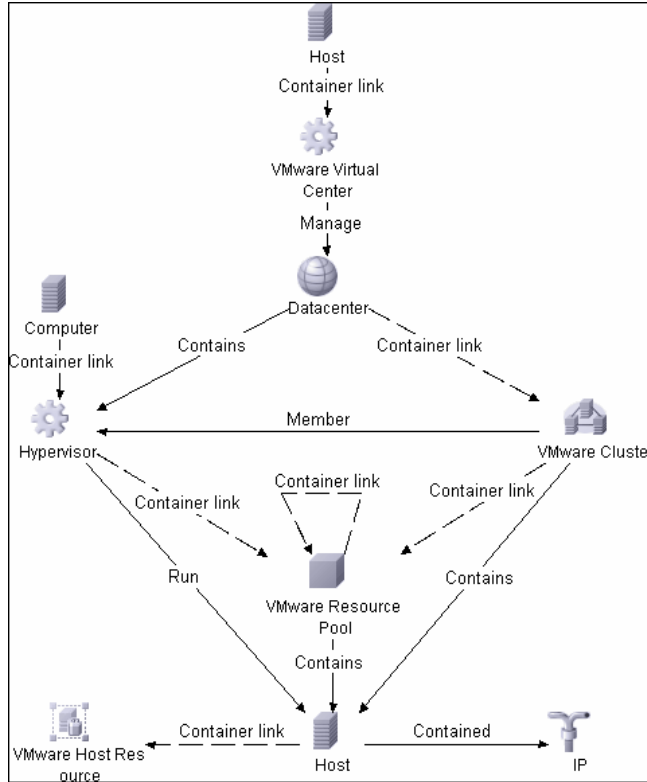 Host
Container link
VMware Virtual
Center
Manage
Datacenter
Computer
Container link
Contains
Container link
Member
Hypervisor
VMware Cluste
Container link
Container link
Container link
Run
Contains
VMware Resource
Pool
Contains
Container link
Contained
VMware Host Res
ource
Host
IP